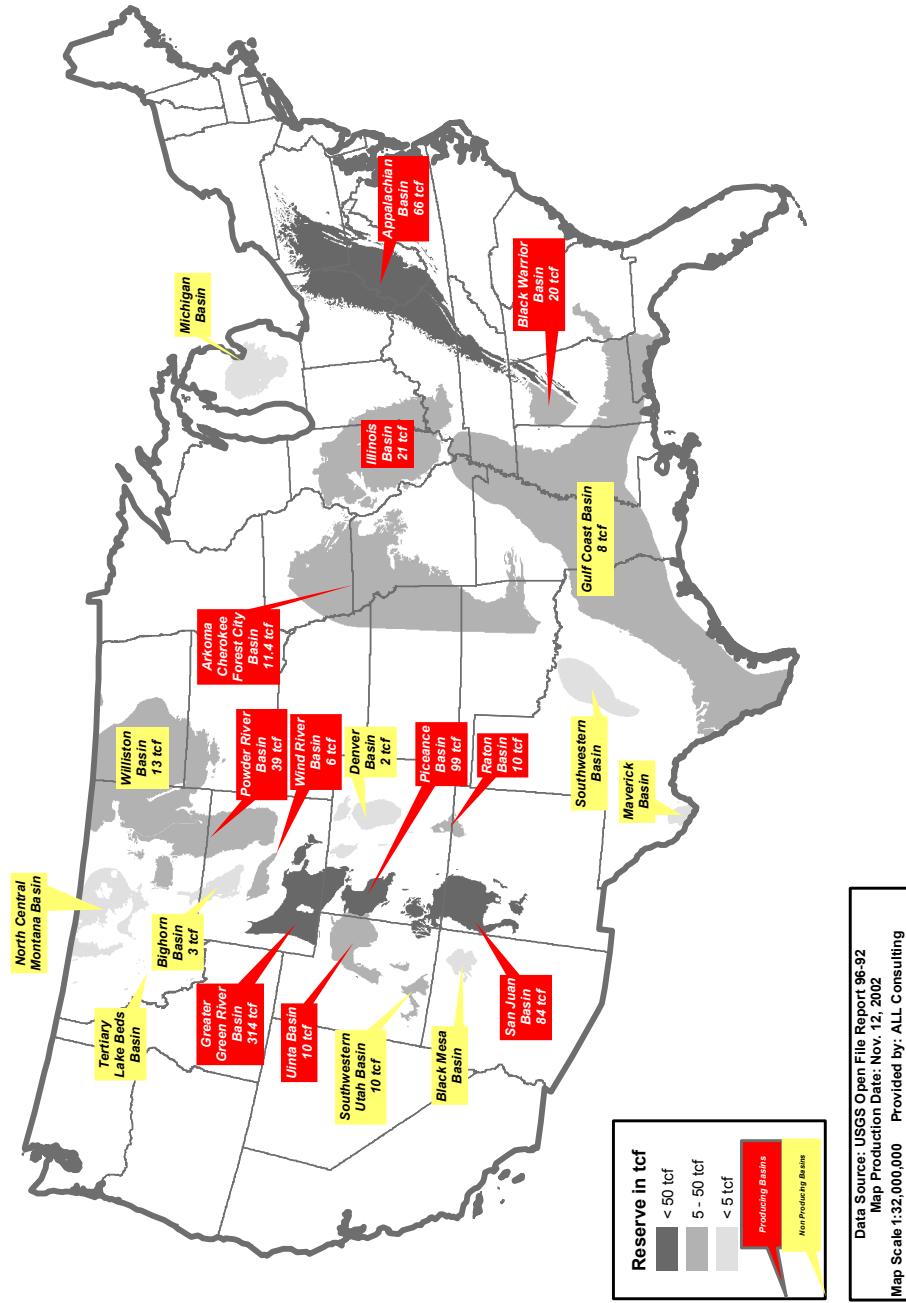 North Central
Montana Basin
Tertiary
Lake Beds
Basin
Bighorn
Basin
3 tcf
Williston
Basin
13 tcf
Powder River
Basin
39 tcf
Wind River
Basin
6 tcf
Greater
Green River
Basin
314 tcf
Uinta Basin
10 tcf
Southwestern
Utah Basin
10 tcf
Black Mesa
Basin
San Juan
Basin
84 tcf
Denver
Basin
2 tcf
Piceance
Basin
99 tcf
Raton
Basin
10 tcf
Southwestern
Basin
Maverick
Basin
Arkoma
Cherokee
Forest City
Basin
11.4 tcf
Gulf Coast Basin
8 tcf
Illinois
Basin
21 tcf
Michigan
Basin
Appalachian
Basin
66 tcf
Black Warrior
Basin
20 tcf
Reserve in tcf
< 50 tcf
5 - 50 tcf
< 5 tcf
Producing Basins
Non Producing Basins
Data Source: USGS Open File Report 96-92
Map Production Date: Nov. 12, 2002
Map Scale 1:32,000,000 Provided by: ALL Consulting